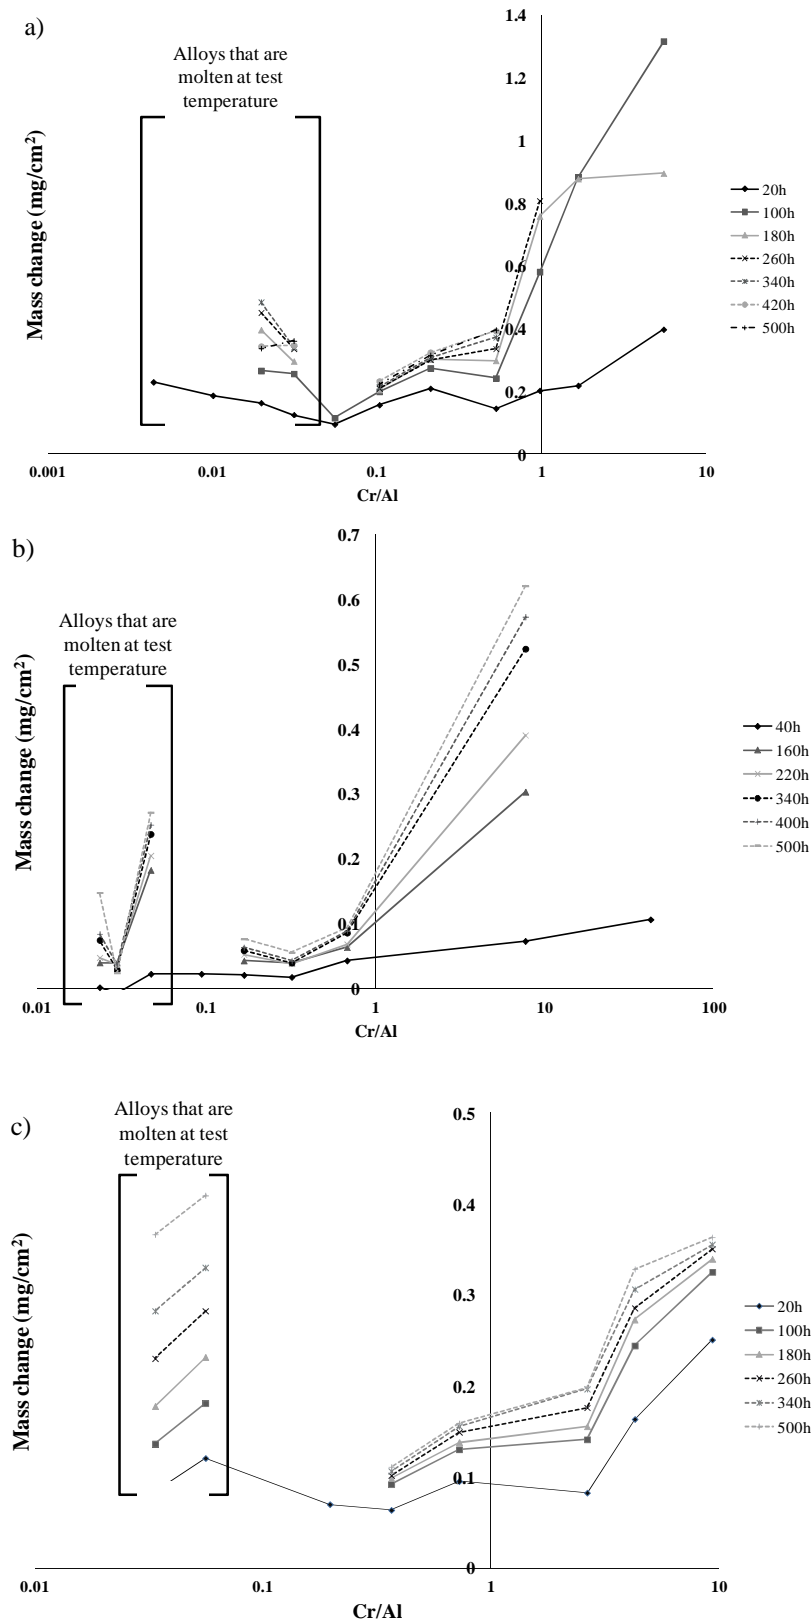 a)
Alloys that are
molten at test
temperature
Mass change (mg/cm²)
1.4
1.2
1
0.8
0.6
0.4
0.2
0
0.001
0.01
0.1
1
10
Cr/Al
20h
100h
180h
260h
340h
420h
500h
b)
Alloys that are
molten at test
temperature
Mass change (mg/cm²)
0.7
0.6
0.5
0.4
0.3
0.2
0.1
0
0.01
0.1
1
10
100
Cr/Al
40h
160h
220h
340h
400h
500h
c)
Alloys that are
molten at test
temperature
Mass change (mg/cm²)
0.5
0.4
0.3
0.2
0.1
0
0.01
0.1
1
10
Cr/Al
20h
100h
180h
260h
340h
500h